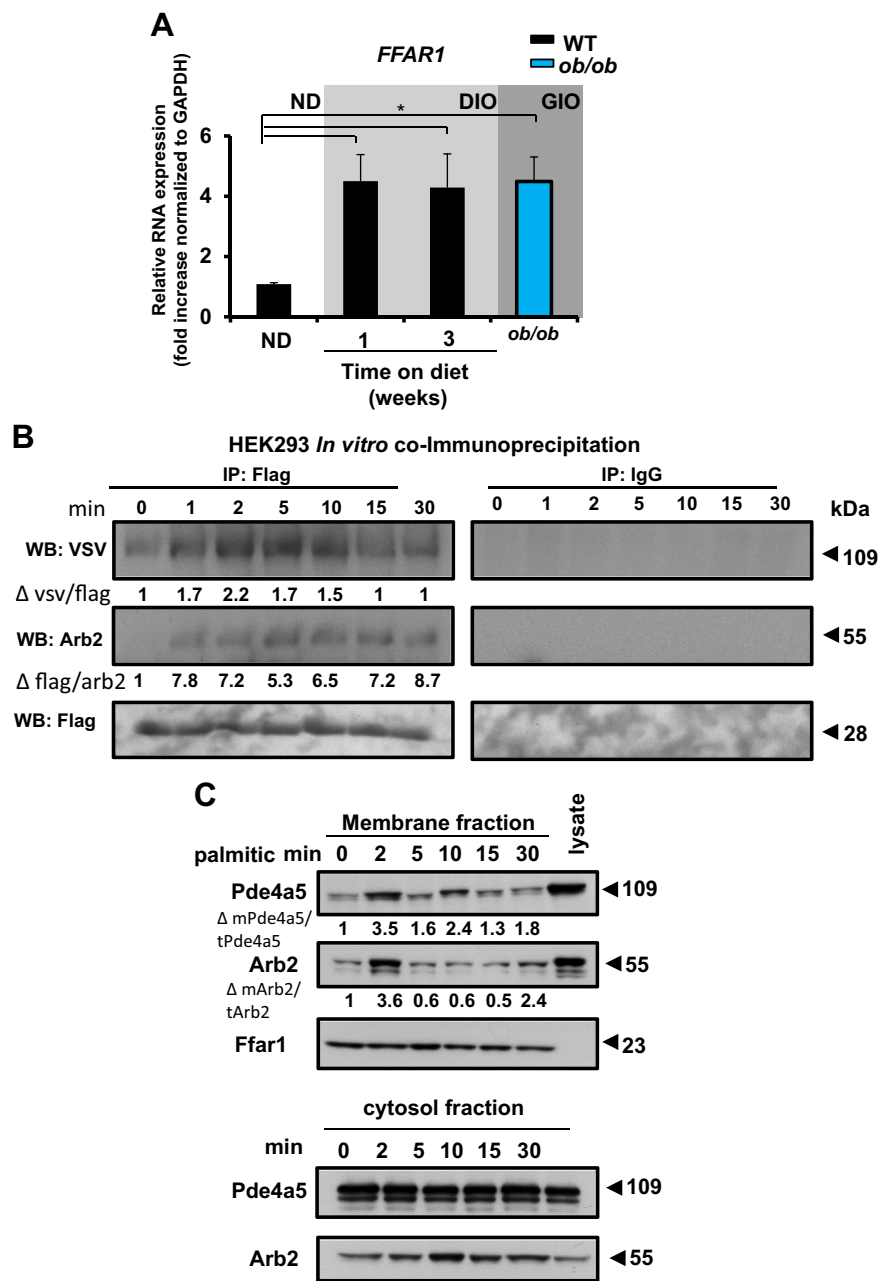 A
FFAR1
WT
ob/ob
ND DIO GIO
*
Relative RNA expression
(fold increase normalized to GAPDH)
6
4
2
0
ND 1 3 ob/ob
Time on diet
(weeks)
B
HEK293 In vitro co-Immunoprecipitation
IP: Flag IP: IgG
min 0 1 2 5 10 15 30 0 1 2 5 10 15 30 kDa
WB: VSV 109
Δ vsv/flag 1 1.7 2.2 1.7 1.5 1 1
WB: Arb2 55
Δ flag/arb2 1 7.8 7.2 5.3 6.5 7.2 8.7
WB: Flag 28
C
Membrane fraction lysate
palmitic min 0 2 5 10 15 30
Pde4a5 109
Δ mPde4a5/
tPde4a5 1 3.5 1.6 2.4 1.3 1.8
Arb2 55
Δ mArb2/
tArb2 1 3.6 0.6 0.6 0.5 2.4
Ffar1 23
cytosol fraction
min 0 2 5 10 15 30
Pde4a5 109
Arb2 55